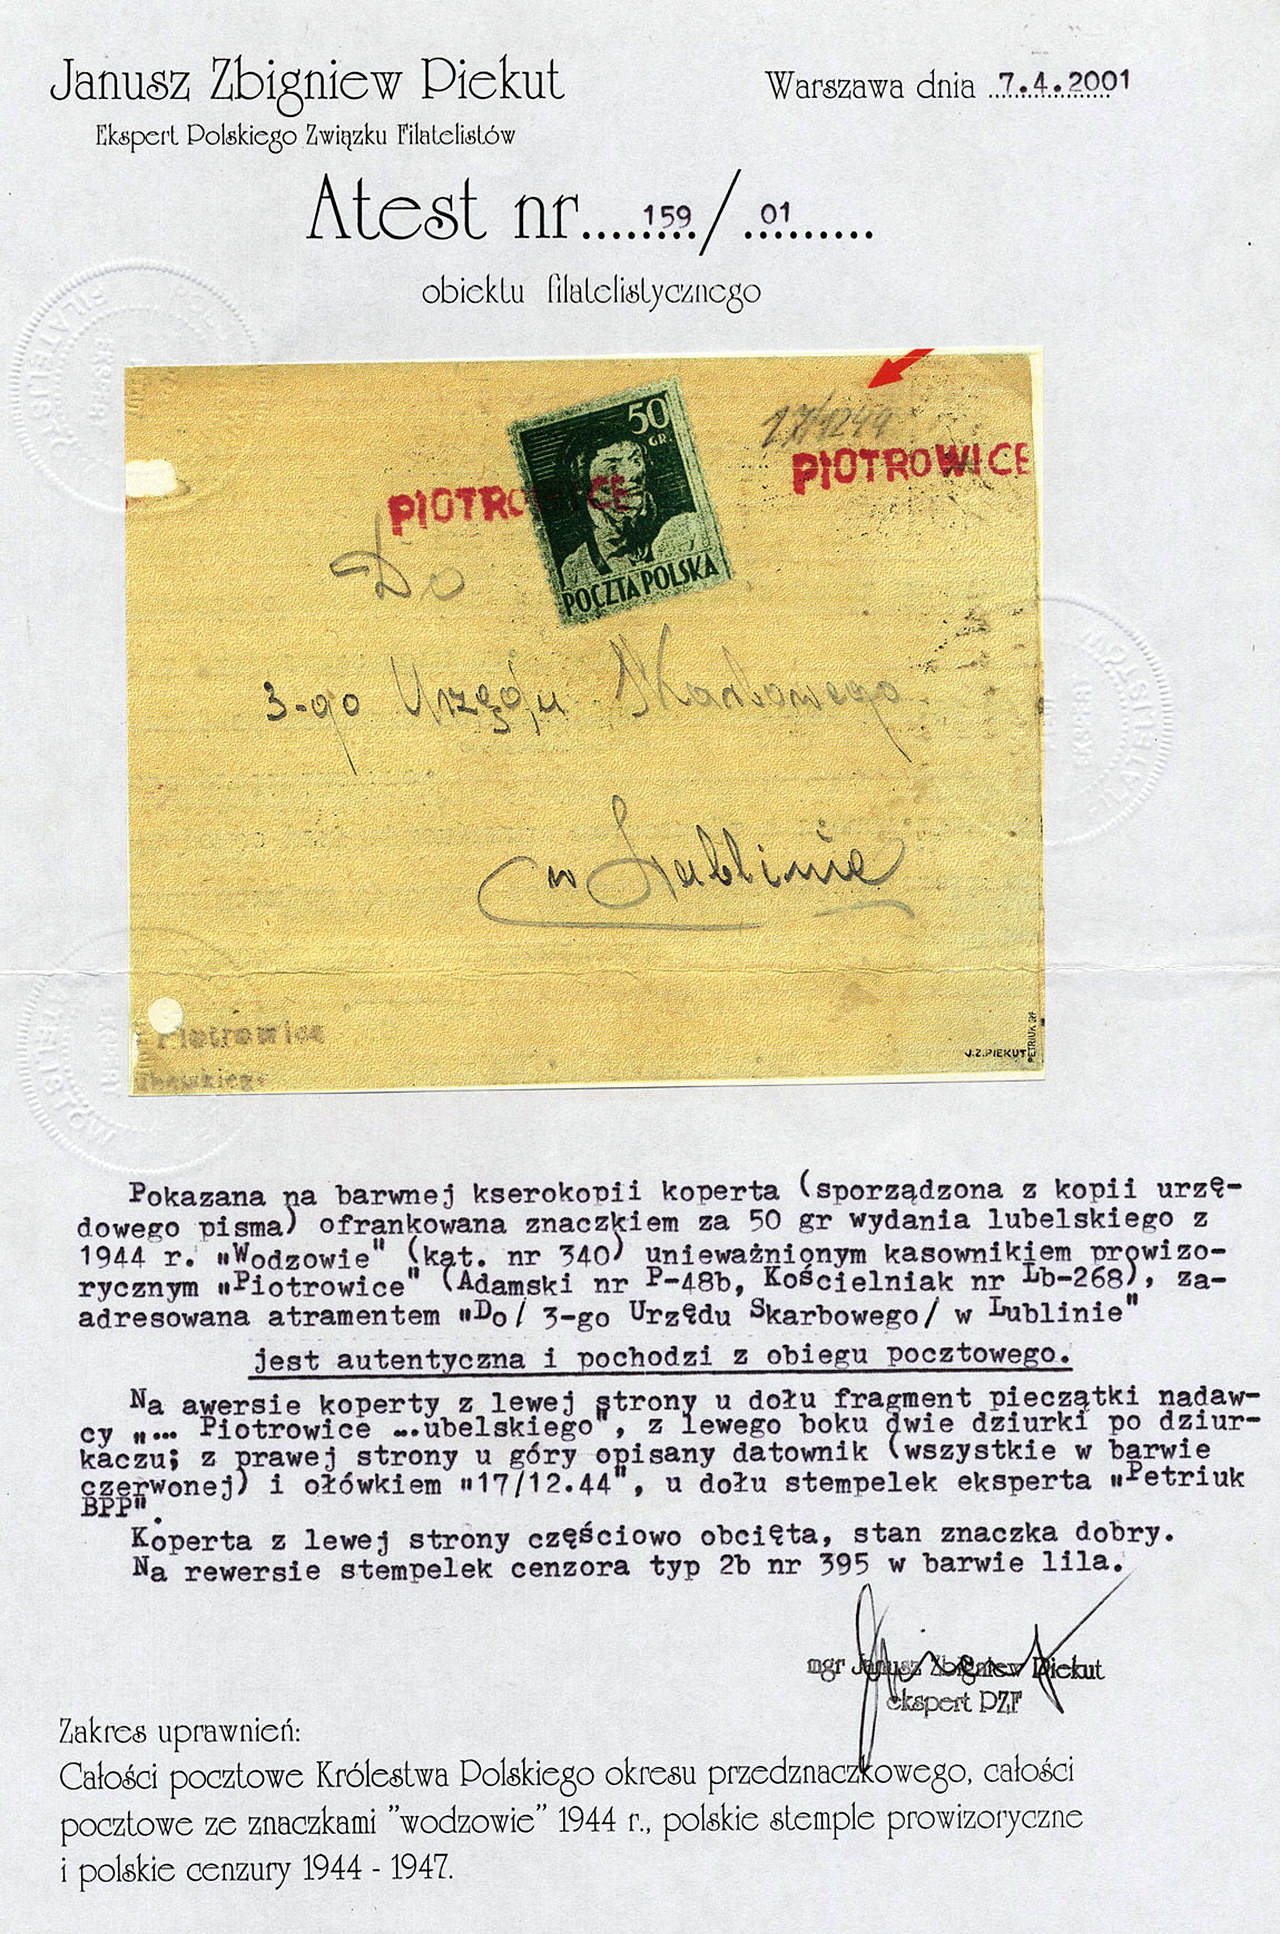 Janusz Zbigniew Piekut
Ekspert Polskiego Związku Filatelistów
Warszawa dnia 7.4.2001
Atest nr 159 / 01
obiektu filatelistycznego
17/1244
PIOTROWICE
50
GR.
PIOTROWICE
POCZTA POLSKA
Do
3-go Urzędu Skarbowego
w Lublinie
Piotrowice
J.Z.PIEKUT
PETRIUK
Pokazana na barwnej kserokopii koperta (sporządzona z kopii urzę-
dowego pisma) ofrankowana znaczkiem za 50 gr wydania lubelskiego z
1944 r. "Wodzowie" (kat. nr 340) unieważnionym kasownikiem prowizo-
rycznym "Piotrowice" (Adamski nr P-48b, Kościelniak nr Lb-268), za-
adresowana atramentem "Do/ 3-go Urzędu Skarbowego/ w Lublinie"
jest autentyczna i pochodzi z obiegu pocztowego.
Na awersie koperty z lewej strony u dołu fragment pieczątki nadaw-
cy "... Piotrowice ...ubelskiego", z lewego boku dwie dziurki po dziur-
kaczu; z prawej strony u góry opisany datownik (wszystkie w barwie
czerwonej) i ołówkiem "17/12.44", u dołu stempelek eksperta "Petriuk
BPP".
Koperta z lewej strony częściowo obcięta, stan znaczka dobry.
Na rewersie stempelek cenzora typ 2b nr 395 w barwie lila.
mgr Janusz Zbigniew Piekut
ekspert PZF
Zakres uprawnień:
Całości pocztowe Królestwa Polskiego okresu przedznaczkowego, całości
pocztowe ze znaczkami "wodzowie" 1944 r., polskie stemple prowizoryczne
i polskie cenzury 1944 - 1947.